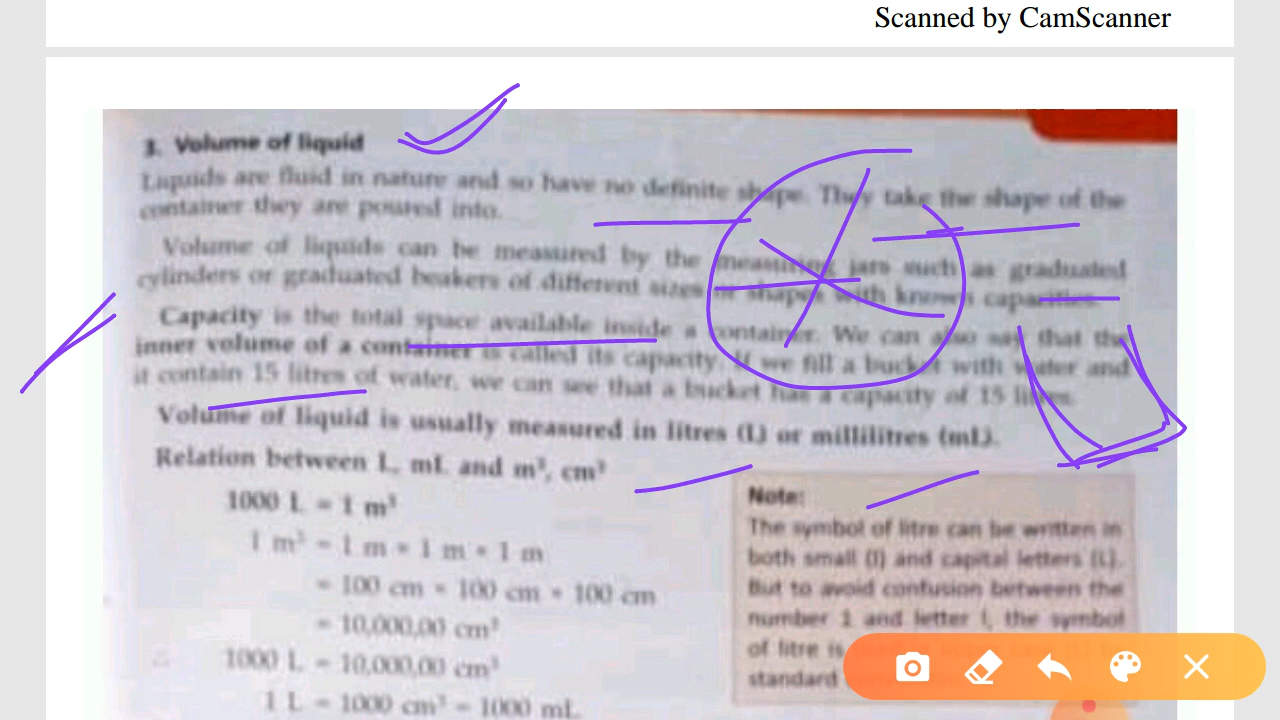 Scanned by CamScanner
3. Volume of liquid
Liquids are fluid in nature and so have no definite shape. They take the shape of the
container they are poured into.
Volume of liquids can be measured by the measuring jars such as graduated
cylinders or graduated beakers of different sizes or shapes with known capacities.
Capacity is the total space available inside a container. We can also say that the
inner volume of a container is called its capacity. If we fill a bucket with water and
it contain 15 litres of water, we can see that a bucket has a capacity of 15 litres.
Volume of liquid is usually measured in litres (L) or millilitres (mL).
Relation between L, mL and m³, cm³
1000 L = 1 m³
1 m³ = 1 m × 1 m × 1 m
= 100 cm × 100 cm × 100 cm
= 10,000,00 cm³
∴ 1000 L = 10,000,00 cm³
1 L = 1000 cm³ = 1000 mL
Note:
The symbol of litre can be written in
both small (l) and capital letters (L).
But to avoid confusion between the
number 1 and letter l, the symbol
of litre is
standard